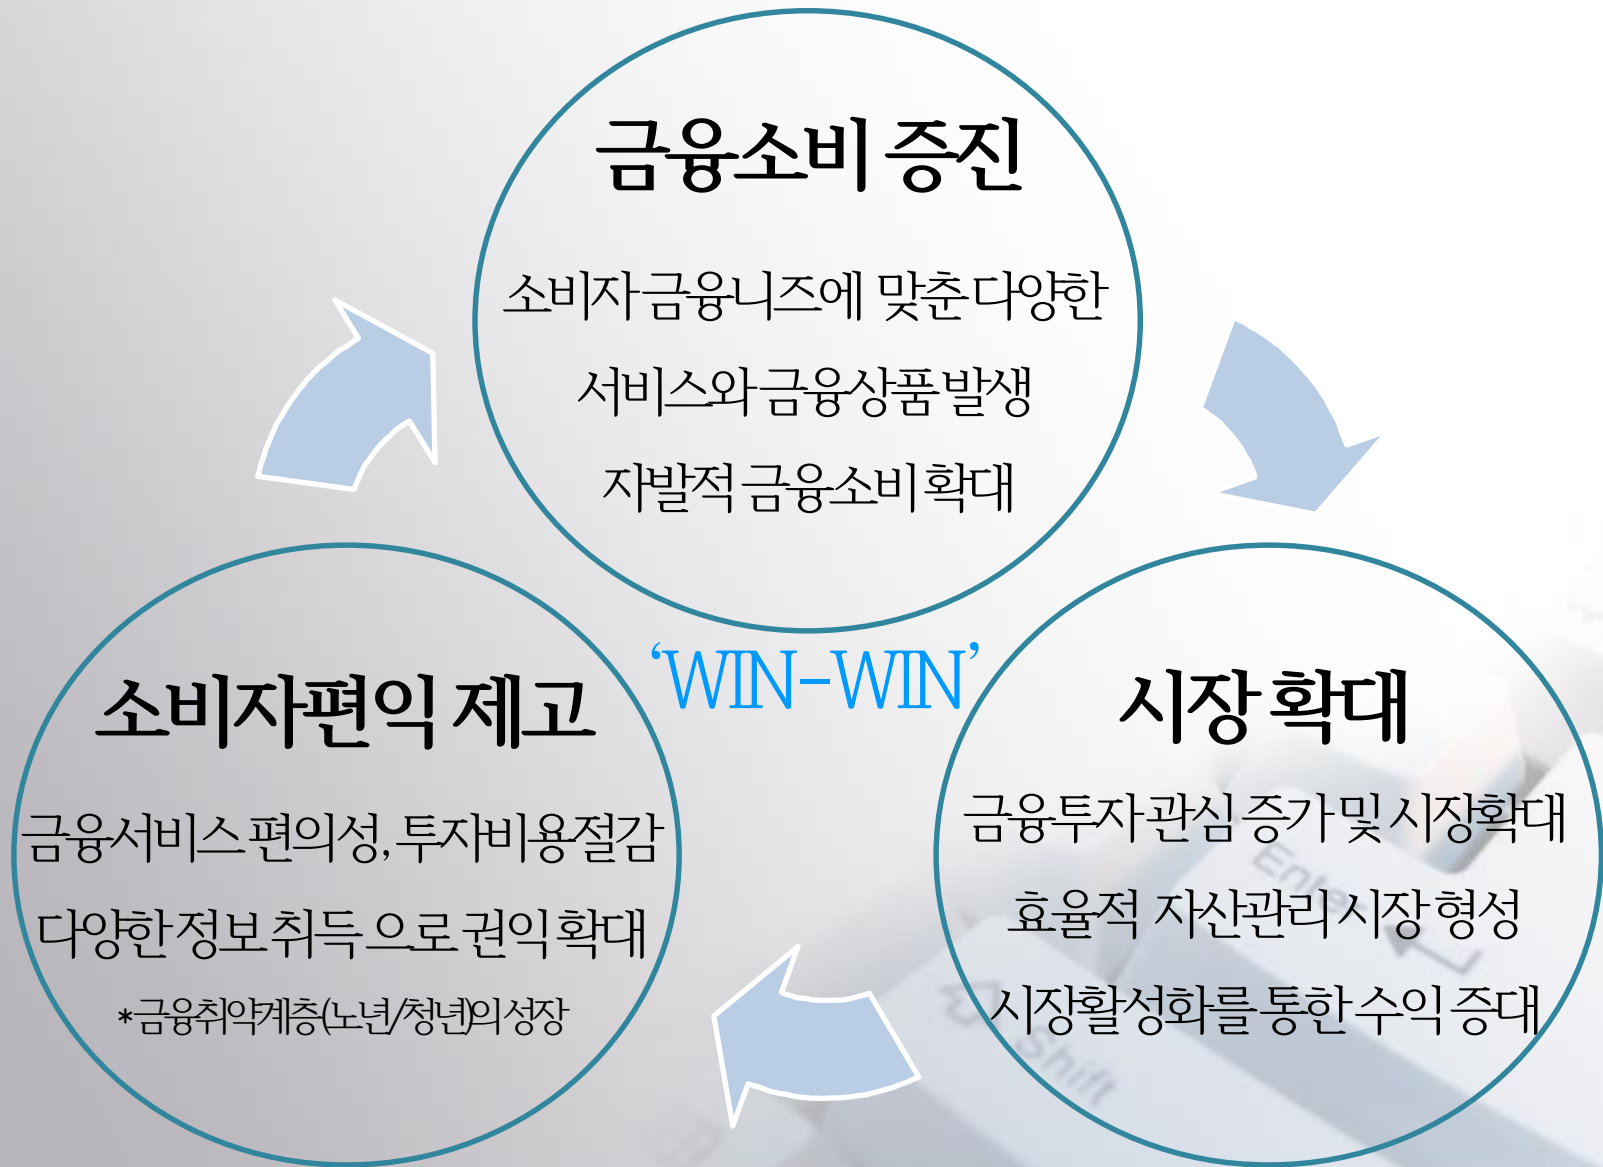 금융소비 증진
소비자 금융니즈에 맞춘 다양한
서비스와 금융상품 발생
자발적 금융소비 확대
‘WIN-WIN’
소비자편익 제고
금융서비스 편의성, 투자비용절감
다양한 정보 취득 으로 권익 확대
*금융취약계층(노년/청년)의 성장
시장 확대
금융투자 관심 증가 및 시장확대
효율적 자산관리 시장 형성
시장활성화를 통한 수익 증대
Enter
Shift